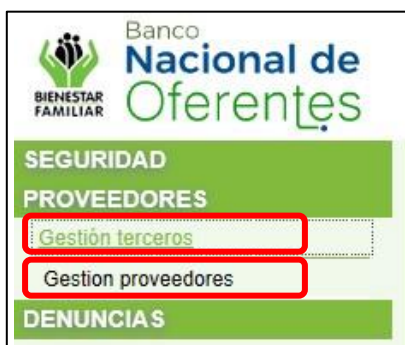 Banco
Nacional de
Oferentes
BIENESTAR
FAMILIAR
SEGURIDAD
PROVEEDORES
Gestión terceros
Gestion proveedores
DENUNCIAS